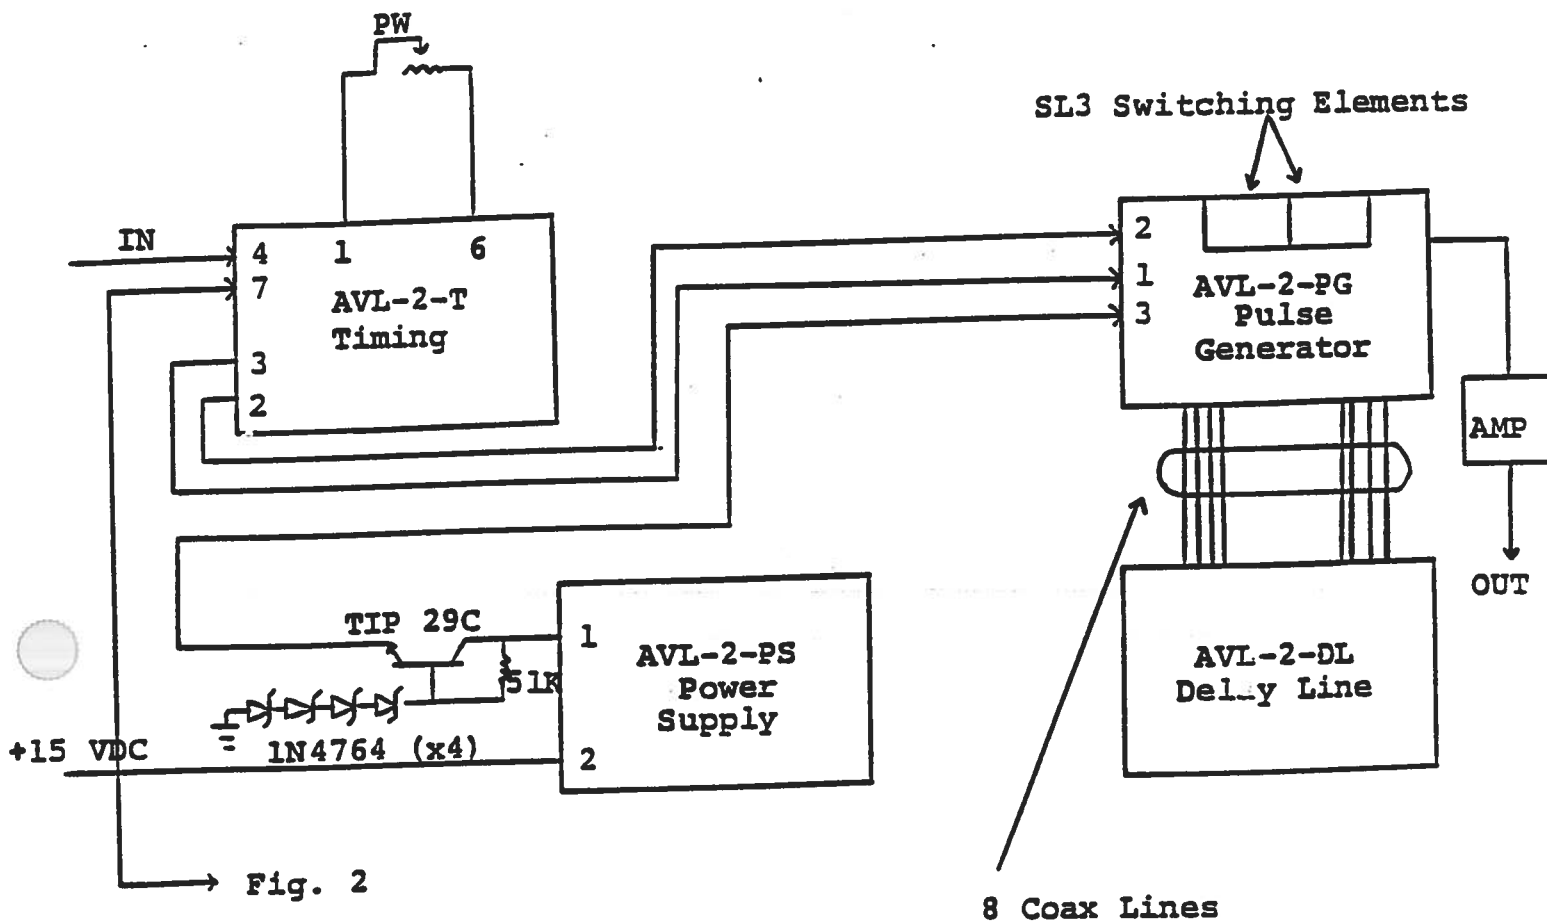 PW
SL3 Switching Elements
IN
4
1
6
7
AVL-2-T
Timing
3
2
2
1
3
AVL-2-PG
Pulse
Generator
AMP
OUT
TIP 29C
51K
1
AVL-2-PS
Power
Supply
2
AVL-2-DL
Line
+15 VDC
1N4764 (x4)
Fig. 2
8 Coax Lines